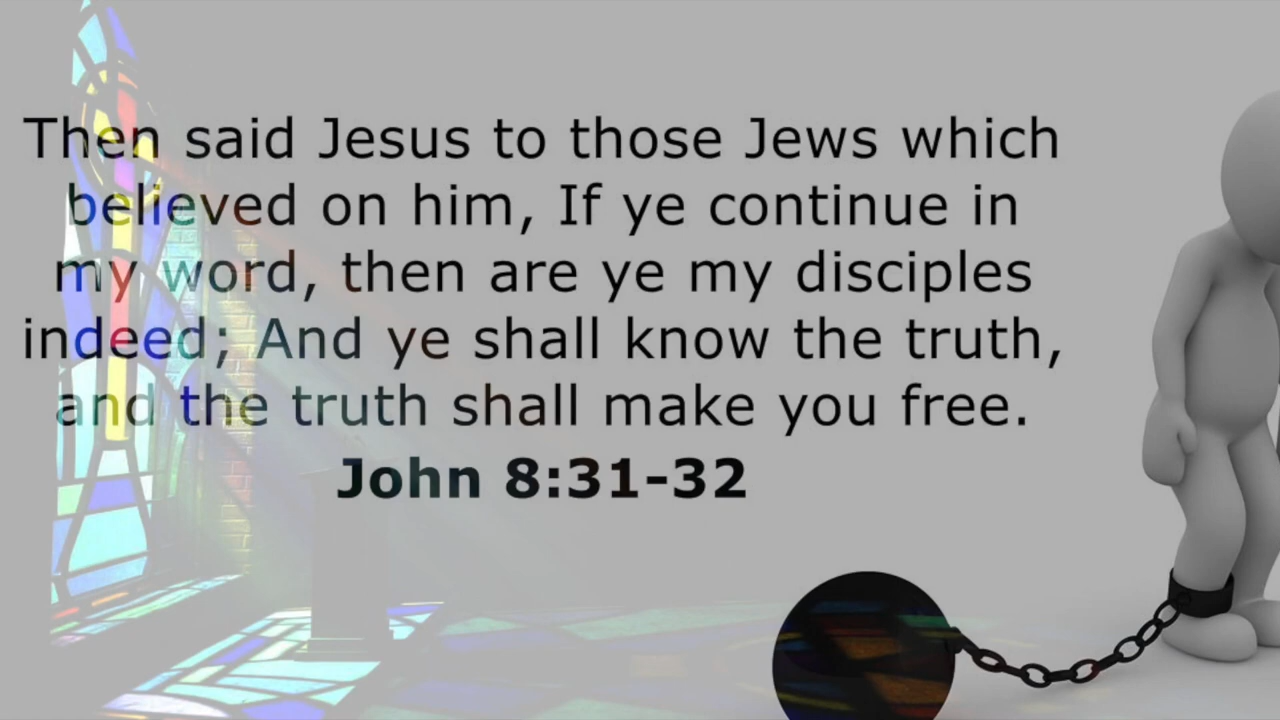 Then said Jesus to those Jews which
believed on him, If ye continue in
my word, then are ye my disciples
indeed; And ye shall know the truth,
and the truth shall make you free.
John 8:31-32